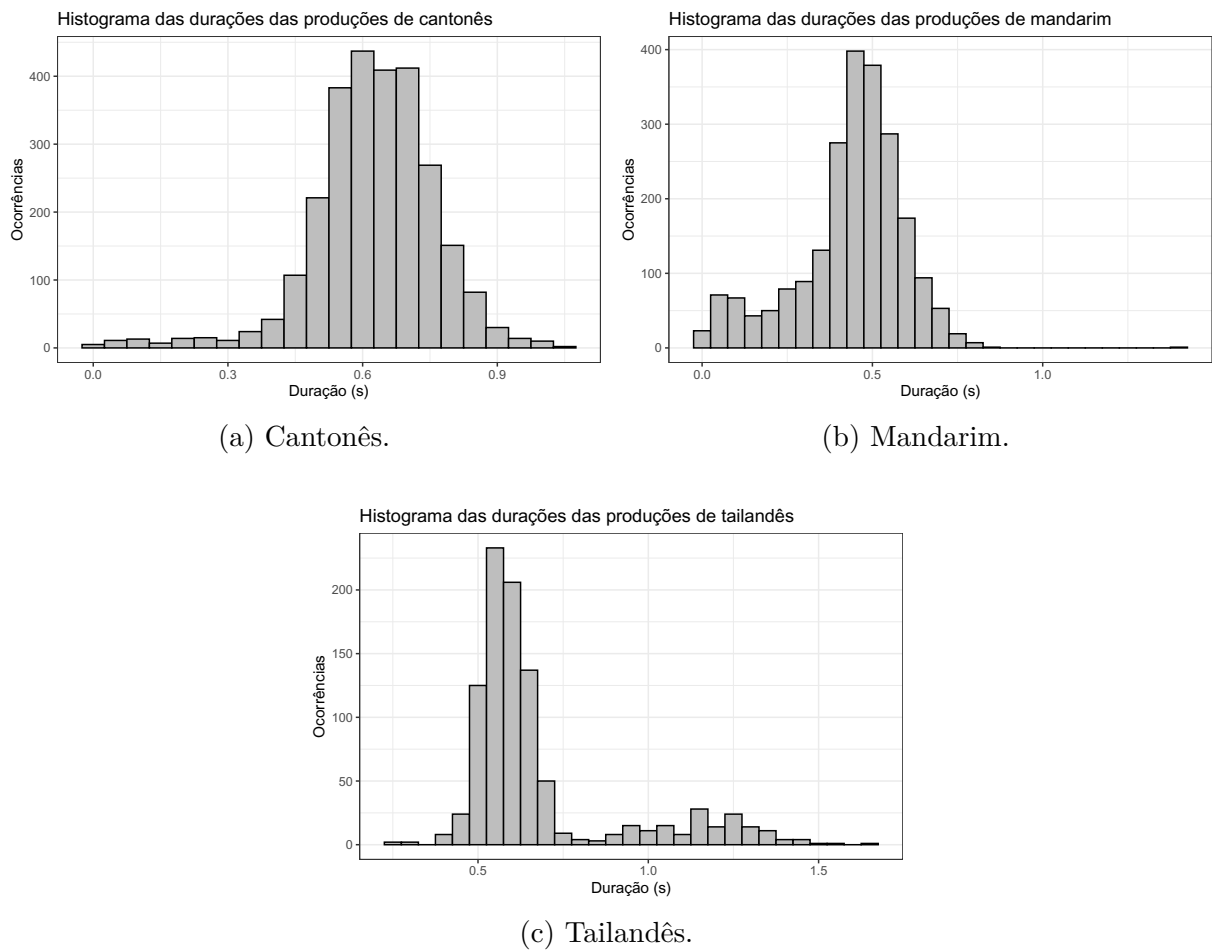 Histograma das durações das produções de cantonês
400
300
200
100
0
Ocorrências
0.0 0.3 0.6 0.9
Duração (s)
(a) Cantonês.
Histograma das durações das produções de mandarim
400
300
200
100
0
Ocorrências
0.0 0.5 1.0
Duração (s)
(b) Mandarim.
Histograma das durações das produções de tailandês
200
150
100
50
0
Ocorrências
0.5 1.0 1.5
Duração (s)
(c) Tailandês.